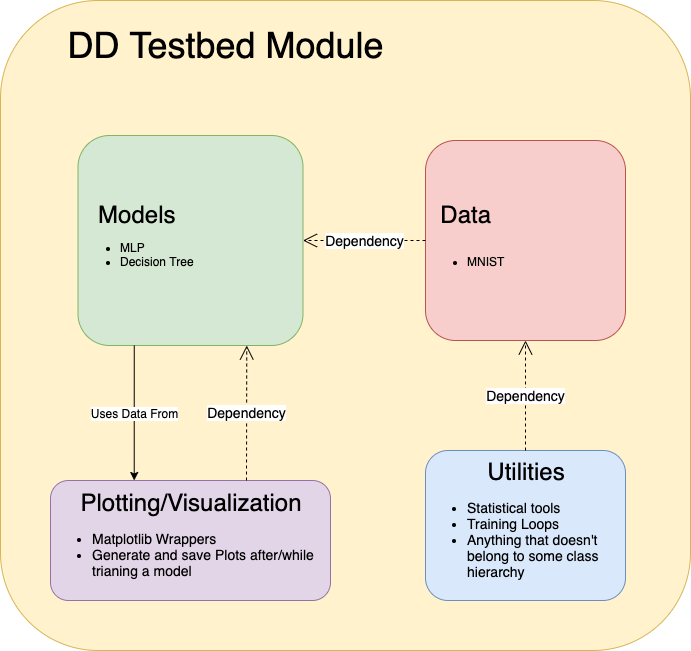 DD Testbed Module
Models
MLP
Decision Tree
Dependency
Data
MNIST
Uses Data From
Dependency
Dependency
Plotting/Visualization
Matplotlib Wrappers
Generate and save Plots after/while
trianing a model
Utilities
Statistical tools
Training Loops
Anything that doesn't
belong to some class
hierarchy